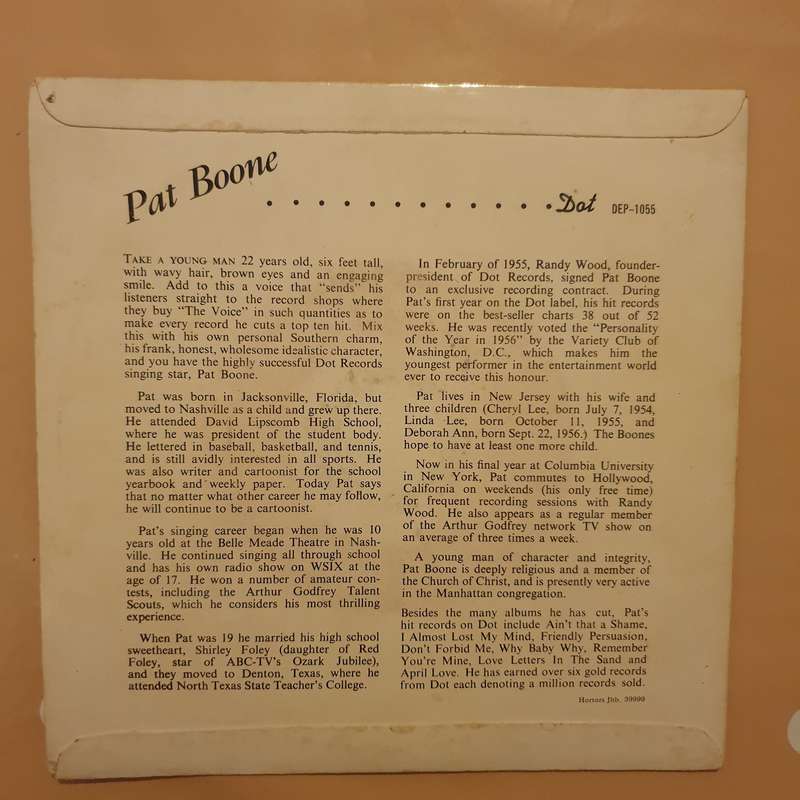 Pat Boone
Dot DEP-1055
TAKE A YOUNG MAN 22 years old, six feet tall,
with wavy hair, brown eyes and an engaging
smile. Add to this a voice that "sends" his
listeners straight to the record shops where
they buy "The Voice" in such quantities as to
make every record he cuts a top ten hit. Mix
this with his own personal Southern charm,
his frank, honest, wholesome idealistic character,
and you have the highly successful Dot Records
singing star, Pat Boone.
Pat was born in Jacksonville, Florida, but
moved to Nashville as a child and grew up there.
He attended David Lipscomb High School,
where he was president of the student body.
He lettered in baseball, basketball, and tennis,
and is still avidly interested in all sports. He
was also writer and cartoonist for the school
yearbook and weekly paper. Today Pat says
that no matter what other career he may follow,
he will continue to be a cartoonist.
Pat's singing career began when he was 10
years old at the Belle Meade Theatre in Nash-
ville. He continued singing all through school
and has his own radio show on WSIX at the
age of 17. He won a number of amateur con-
tests, including the Arthur Godfrey Talent
Scouts, which he considers his most thrilling
experience.
When Pat was 19 he married his high school
sweetheart, Shirley Foley (daughter of Red
Foley, star of ABC-TV's Ozark Jubilee),
and they moved to Denton, Texas, where he
attended North Texas State Teacher's College.
In February of 1955, Randy Wood, founder-
president of Dot Records, signed Pat Boone
to an exclusive recording contract. During
Pat's first year on the Dot label, his hit records
were on the best-seller charts 38 out of 52
weeks. He was recently voted the "Personality
of the Year in 1956" by the Variety Club of
Washington, D.C., which makes him the
youngest performer in the entertainment world
ever to receive this honour.
Pat lives in New Jersey with his wife and
three children (Cheryl Lee, born July 7, 1954,
Linda Lee, born October 11, 1955, and
Deborah Ann, born Sept. 22, 1956.) The Boones
hope to have at least one more child.
Now in his final year at Columbia University
in New York, Pat commutes to Hollywood,
California on weekends (his only free time)
for frequent recording sessions with Randy
Wood. He also appears as a regular member
of the Arthur Godfrey network TV show on
an average of three times a week.
A young man of character and integrity,
Pat Boone is deeply religious and a member of
the Church of Christ, and is presently very active
in the Manhattan congregation.
Besides the many albums he has cut, Pat's
hit records on Dot include Ain't that a Shame,
I Almost Lost My Mind, Friendly Persuasion,
Don't Forbid Me, Why Baby Why, Remember
You're Mine, Love Letters In The Sand and
April Love. He has earned over six gold records
from Dot each denoting a million records sold.
Hortors Jhb. 39999